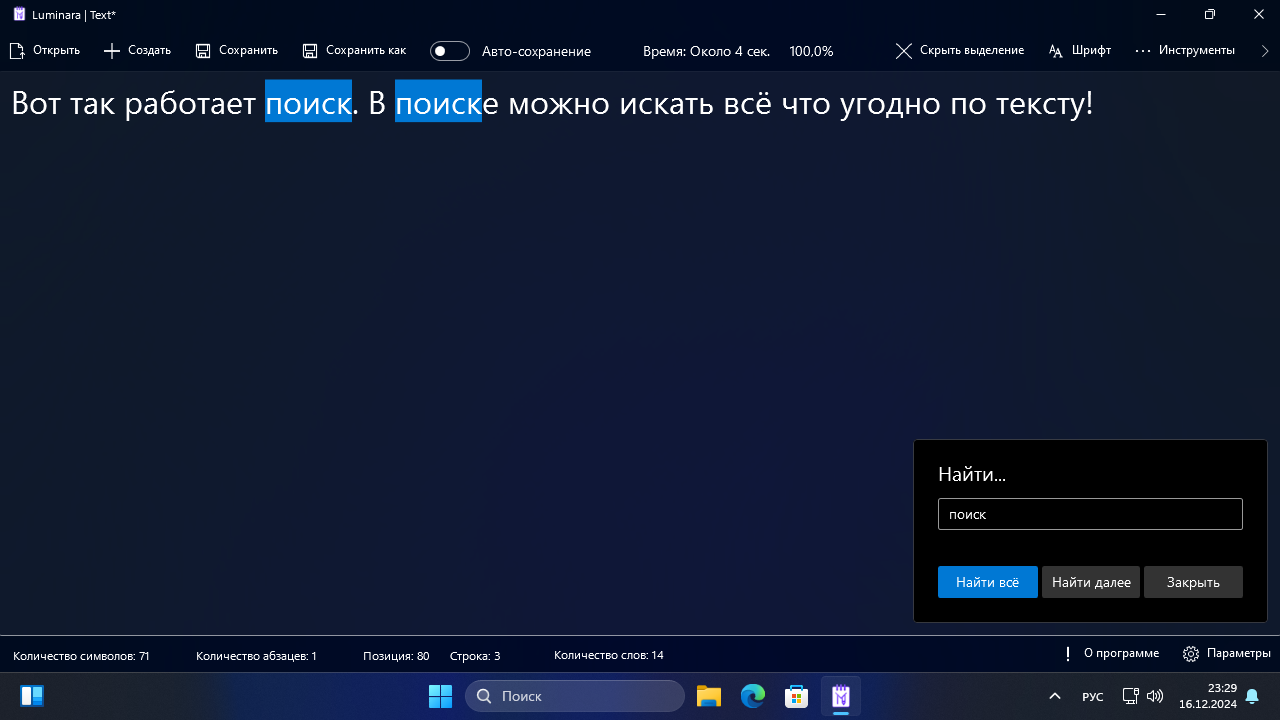 Luminara | Text*
Открыть Создать Сохранить Сохранить как Авто-сохранение Время: Около 4 сек. 100,0% Скрыть выделение Шрифт Инструменты
Вот так работает поиск. В поиске можно искать всё что угодно по тексту!
Найти...
поиск
Найти всё Найти далее Закрыть
Количество символов: 71 Количество абзацев: 1 Позиция: 80 Строка: 3 Количество слов: 14 О программе Параметры
Поиск РУС 23:29
16.12.2024